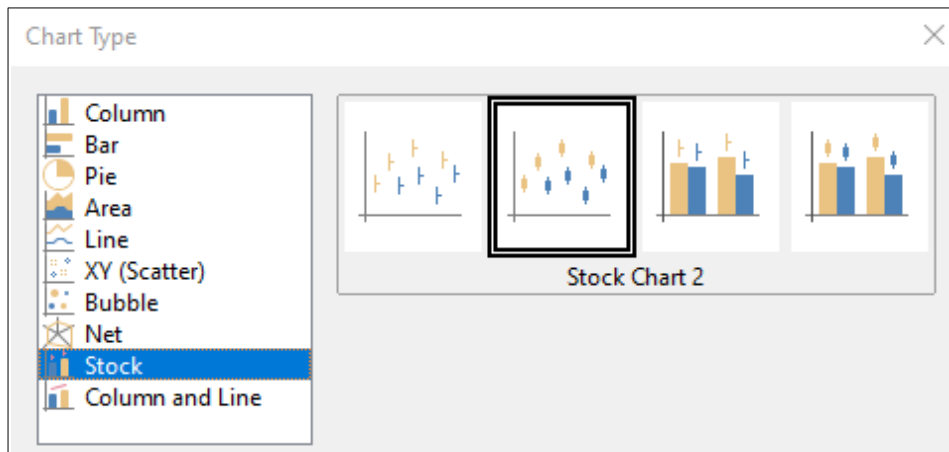 Chart Type
Column
Bar
Pie
Area
Line
XY (Scatter)
Bubble
Net
Stock
Column and Line
Stock Chart 2